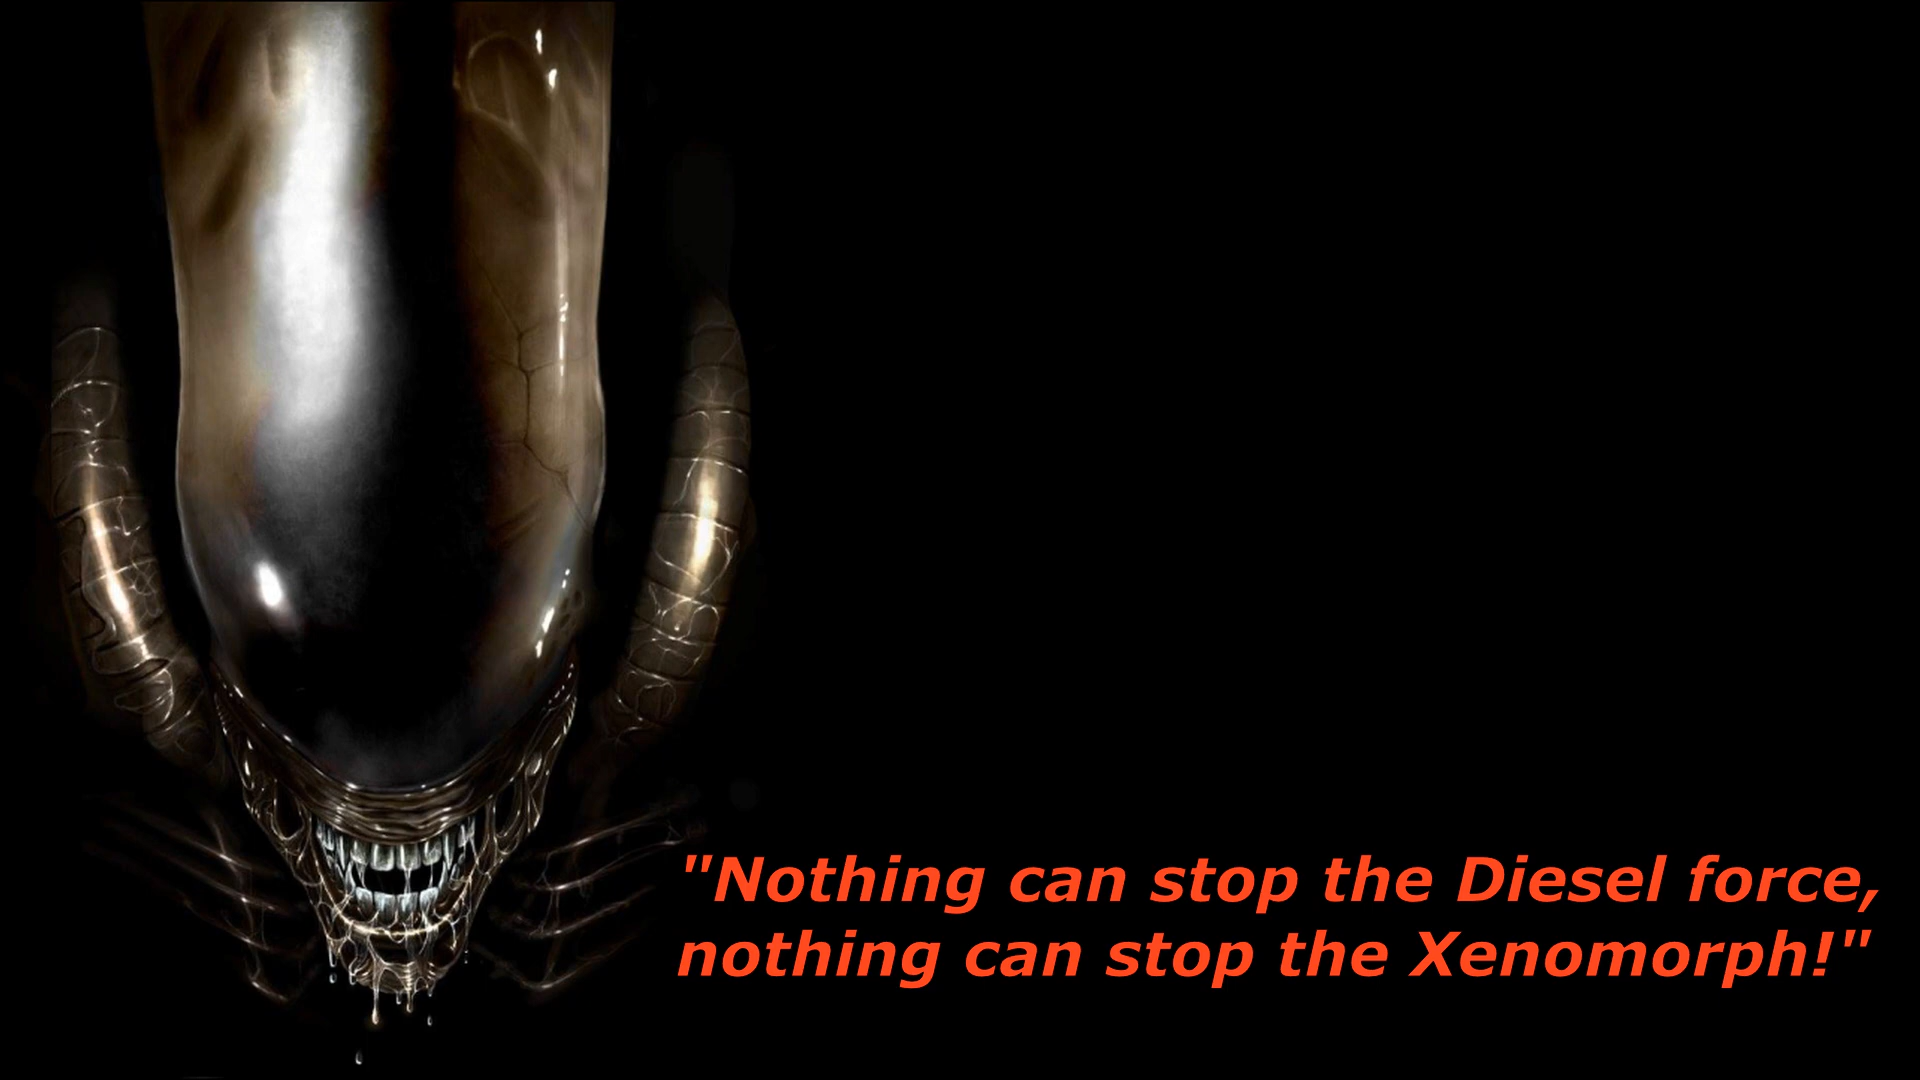 "Nothing can stop the Diesel force,
nothing can stop the Xenomorph!"